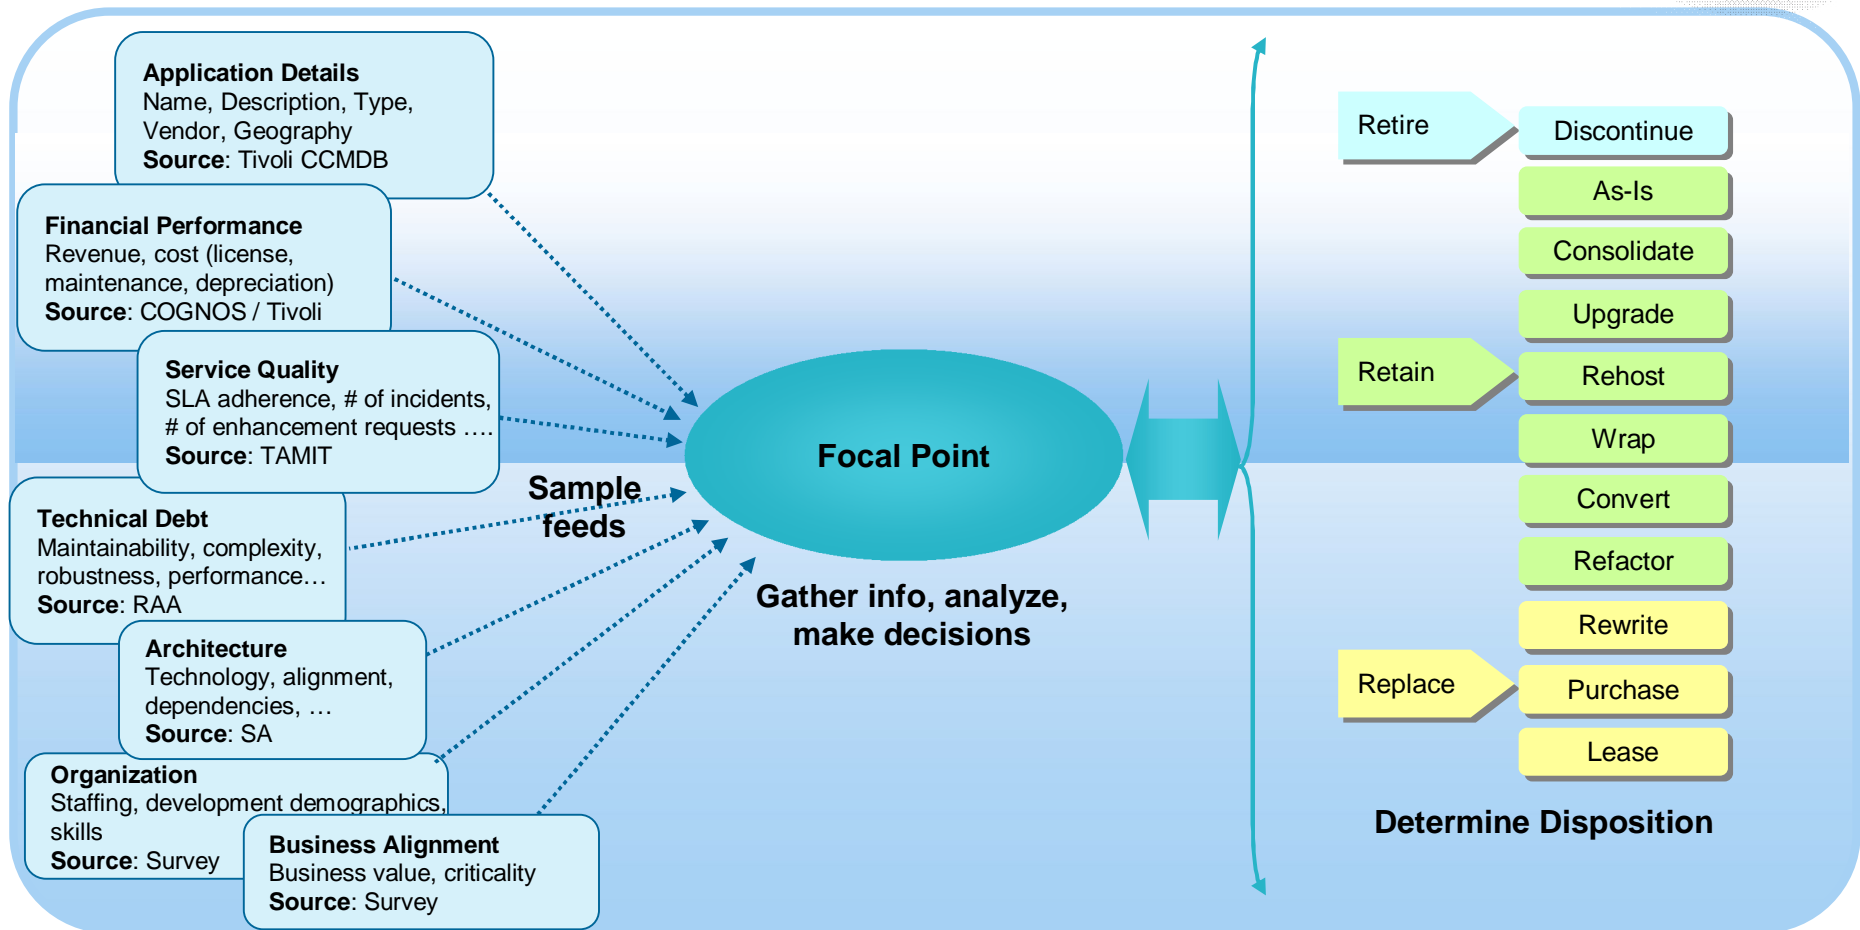 Application Details
Name, Description, Type,
Vendor, Geography
Source: Tivoli CCMDB
Financial Performance
Revenue, cost (license,
maintenance, depreciation)
Source: COGNOS / Tivoli
Service Quality
SLA adherence, # of incidents,
# of enhancement requests ….
Source: TAMIT
Technical Debt
Maintainability, complexity,
robustness, performance…
Source: RAA
Architecture
Technology, alignment,
dependencies, …
Source: SA
Organization
Staffing, development demographics,
skills
Source: Survey
Business Alignment
Business value, criticality
Source: Survey
Sample
feeds
Focal Point
Gather info, analyze,
make decisions
Retire
Discontinue
As-Is
Consolidate
Upgrade
Retain
Rehost
Wrap
Convert
Refactor
Rewrite
Replace
Purchase
Lease
Determine Disposition